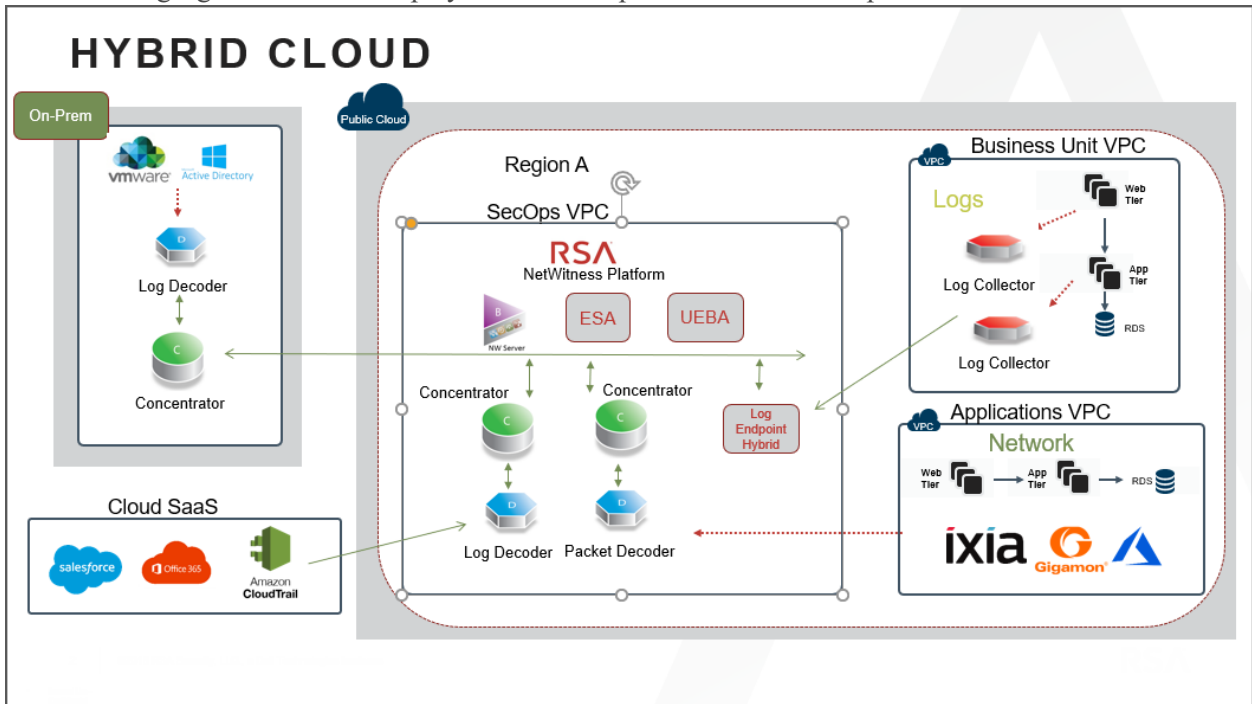 HYBRID CLOUD
On-Prem
vmware
Active Directory
D
Log Decoder
C
Concentrator
Cloud SaaS
salesforce
Office 365
Amazon
CloudTrail
Public Cloud
Region A
SecOps VPC
RSA
NetWitness Platform
B
NW Server
ESA
UEBA
Concentrator
C
Concentrator
C
Log
Endpoint
Hybrid
D
Log Decoder
D
Packet Decoder
VPC
Business Unit VPC
Logs
Web
Tier
Log Collector
App
Tier
Log Collector
RDS
VPC
Applications VPC
Network
Web
Tier
App
Tier
RDS
ixia
Gigamon